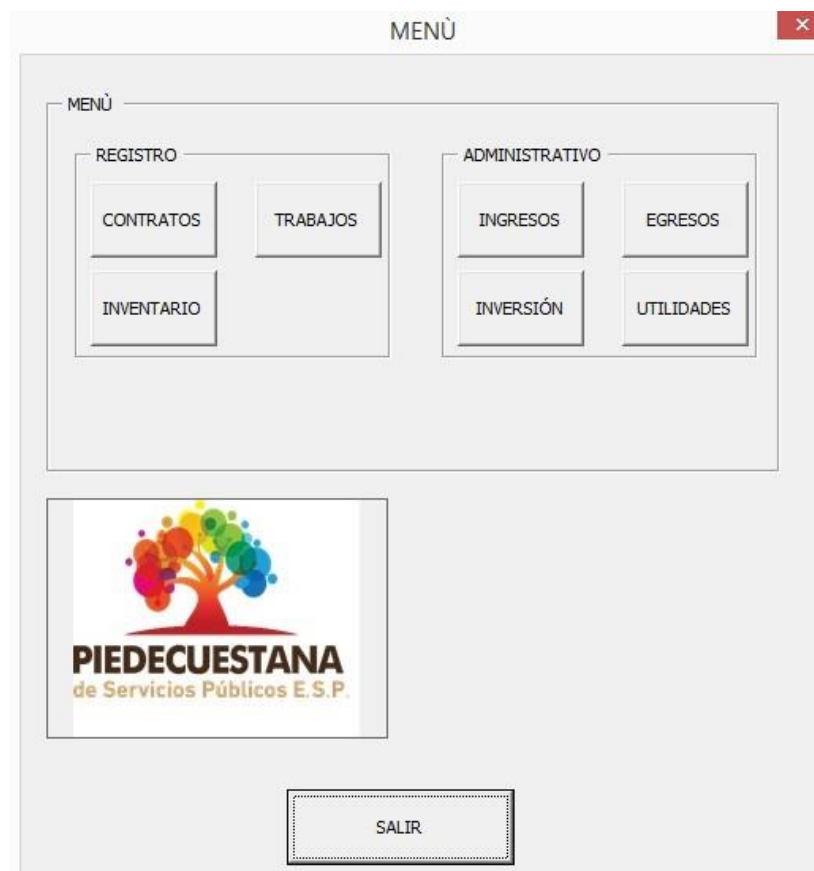 MENÙ
MENÙ
REGISTRO
CONTRATOS
TRABAJOS
INVENTARIO
ADMINISTRATIVO
INGRESOS
EGRESOS
INVERSIÓN
UTILIDADES
PIEDECUESTANA
de Servicios Públicos E.S.P.
SALIR